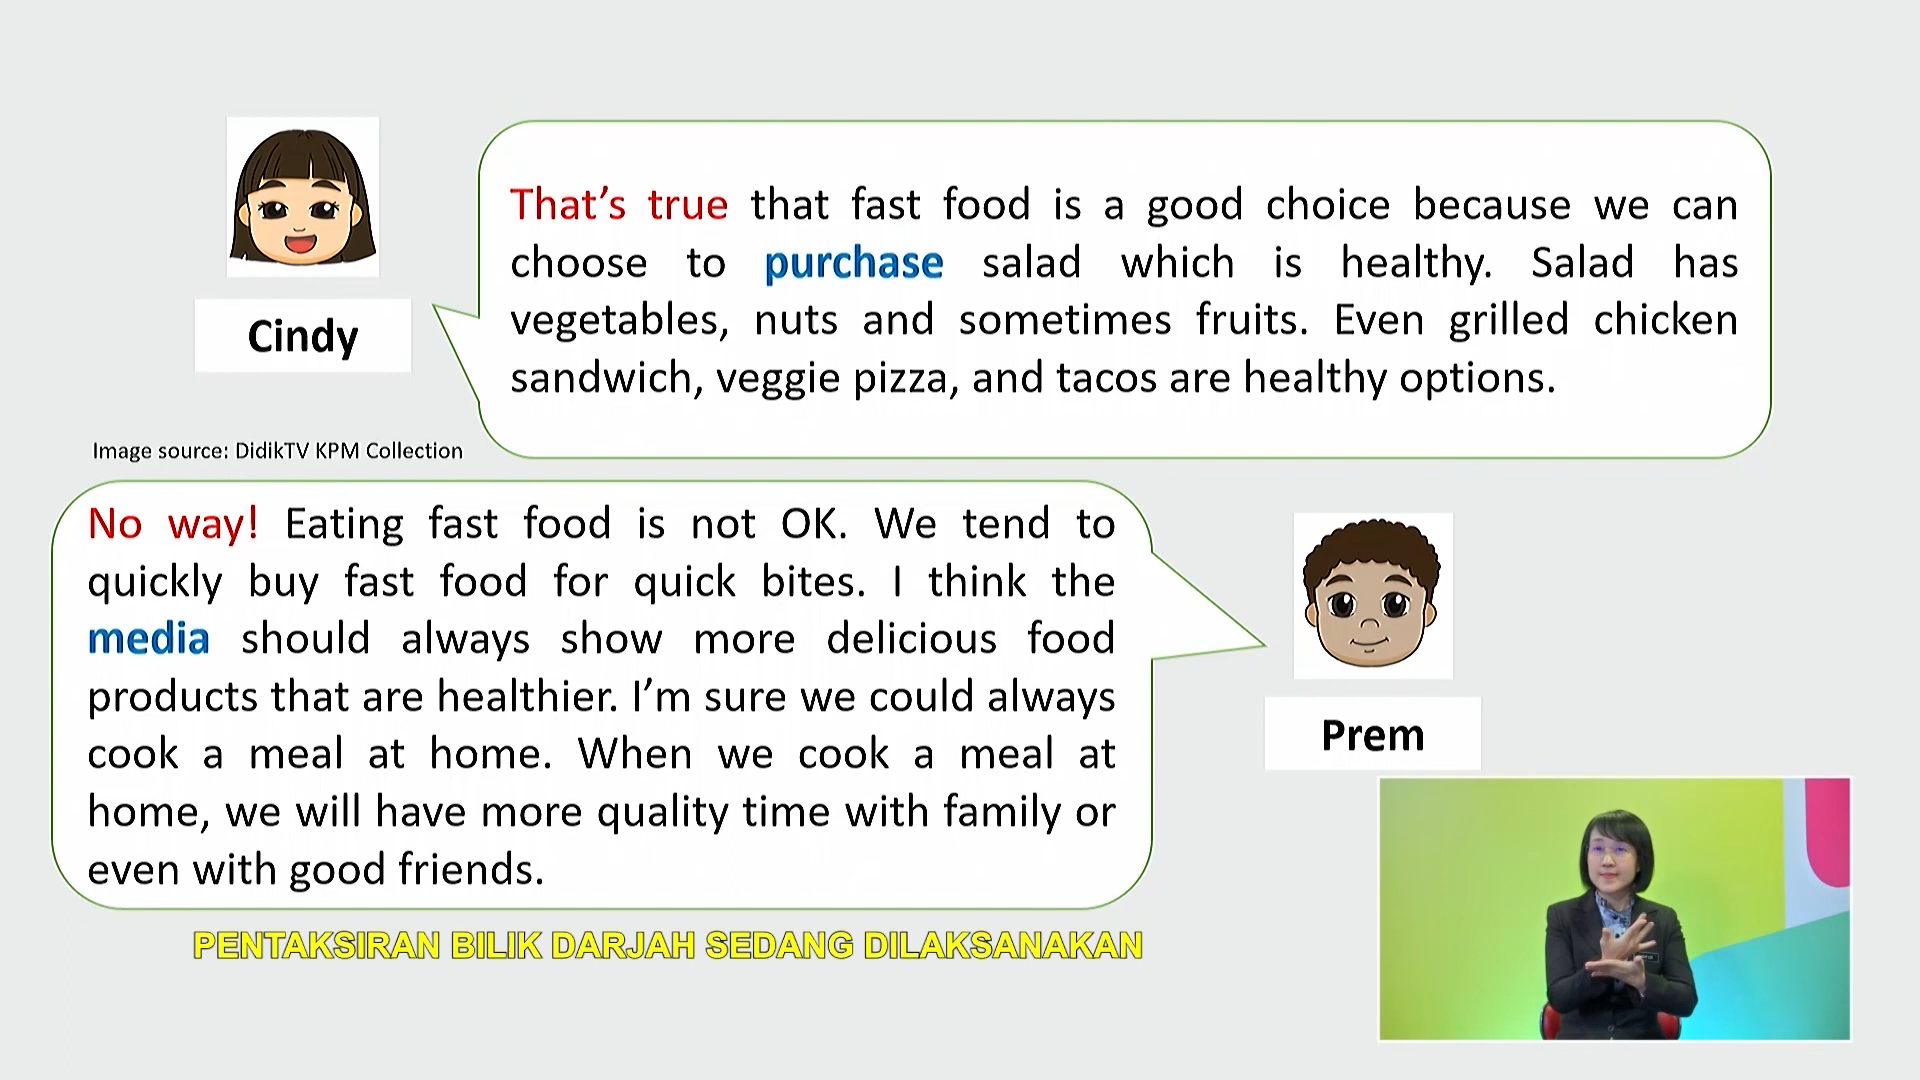 That's true that fast food is a good choice because we can
choose to purchase salad which is healthy. Salad has
vegetables, nuts and sometimes fruits. Even grilled chicken
sandwich, veggie pizza, and tacos are healthy options.
Cindy
Image source: DidikTV KPM Collection
No way! Eating fast food is not OK. We tend to
quickly buy fast food for quick bites. I think the
media should always show more delicious food
products that are healthier. I'm sure we could always
cook a meal at home. When we cook a meal at
home, we will have more quality time with family or
even with good friends.
Prem
PENTAKSIRAN BILIK DARJAH SEDANG DILAKSANAKAN